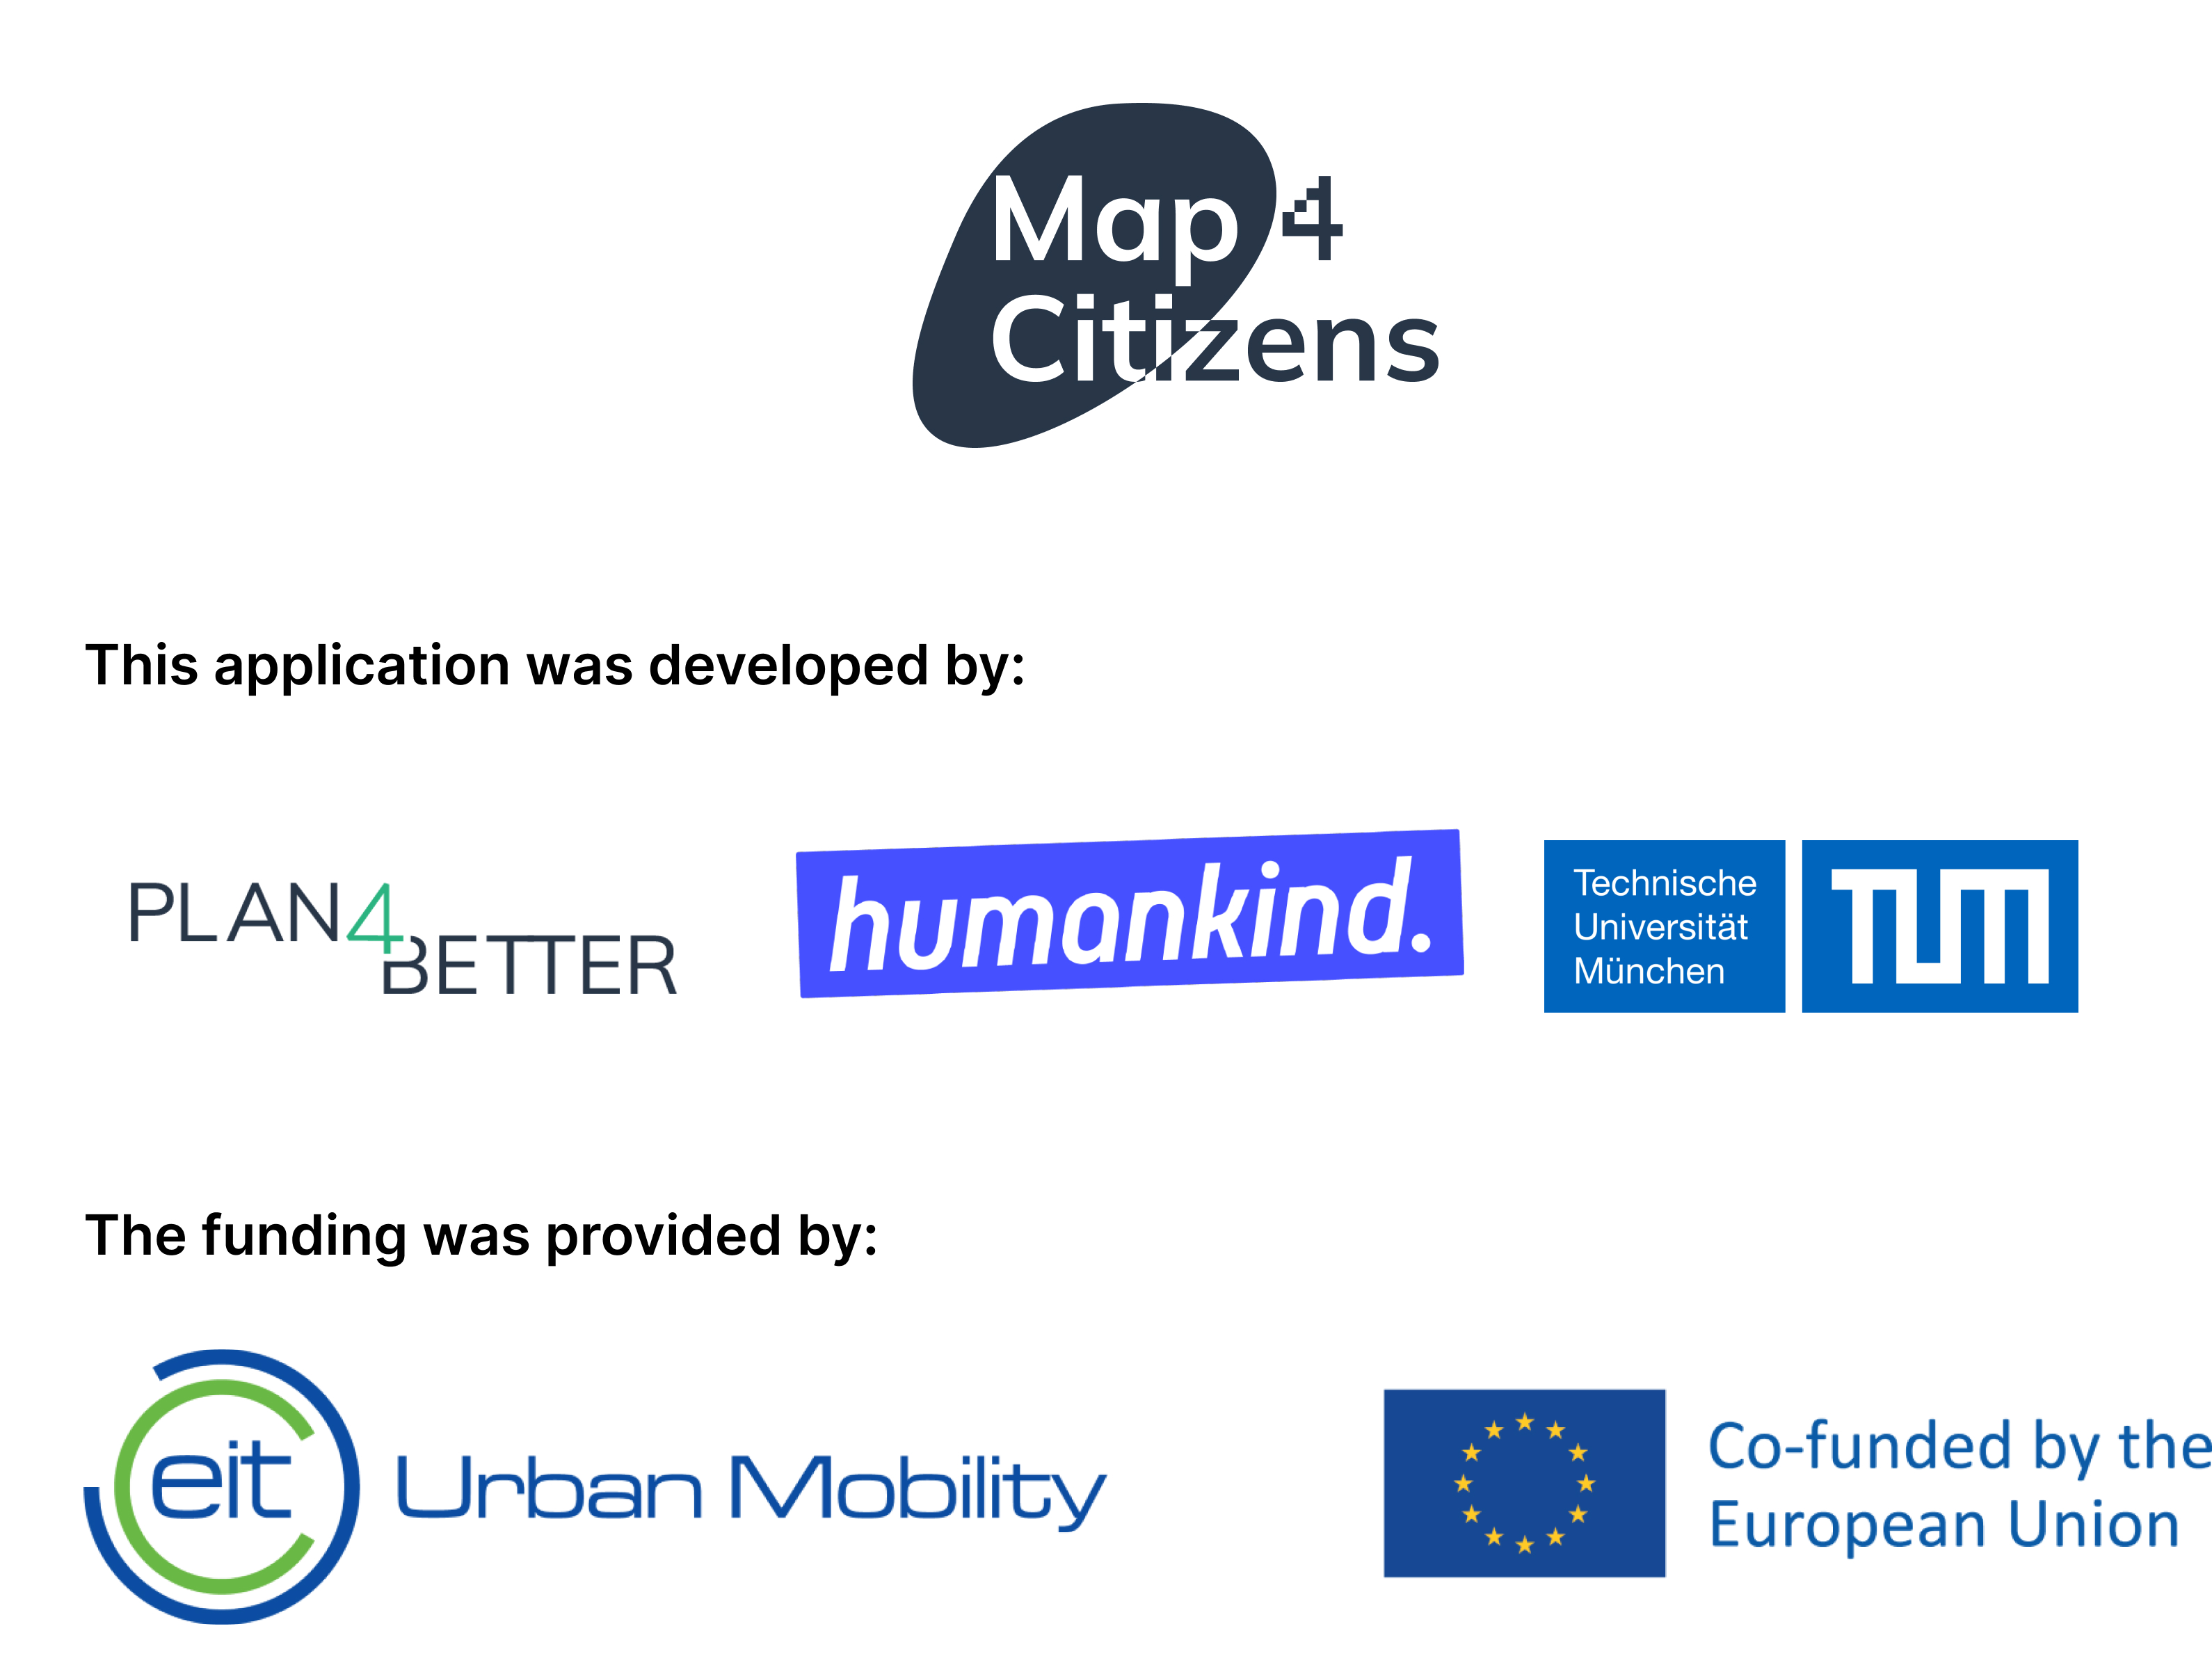 Map 4
Citizens
This application was developed by:
PLAN4
BETTER
humankind.
Technische
Universität
München
TUM
The funding was provided by:
eit Urban Mobility
Co-funded by the
European Union